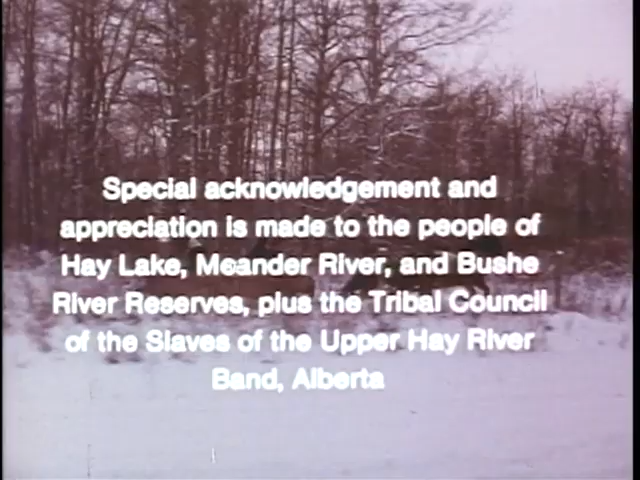 Special acknowledgement and
appreciation is made to the people of
Hay Lake, Meander River, and Bushe
River Reserves, plus the Tribal Council
of the Slaves of the Upper Hay River
Band, Alberta